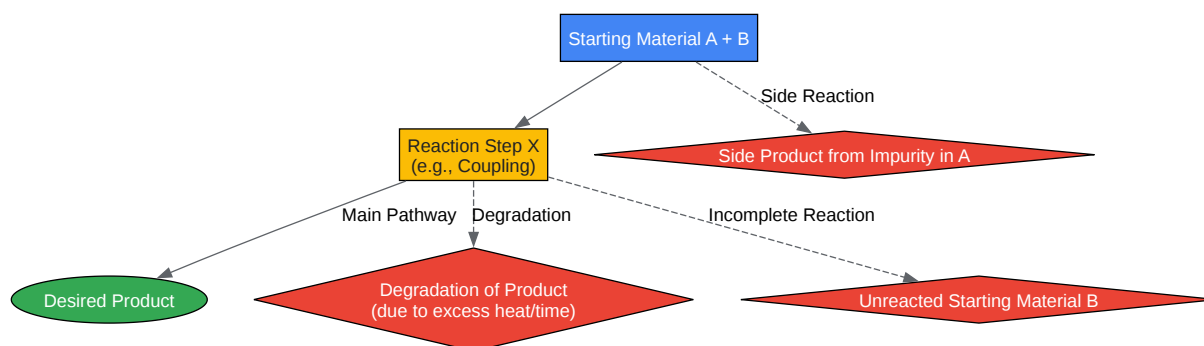 Starting Material A + B
Side Reaction
Reaction Step X
(e.g., Coupling)
Side Product from Impurity in A
Main Pathway
Degradation
Incomplete Reaction
Desired Product
Degradation of Product
(due to excess heat/time)
Unreacted Starting Material B